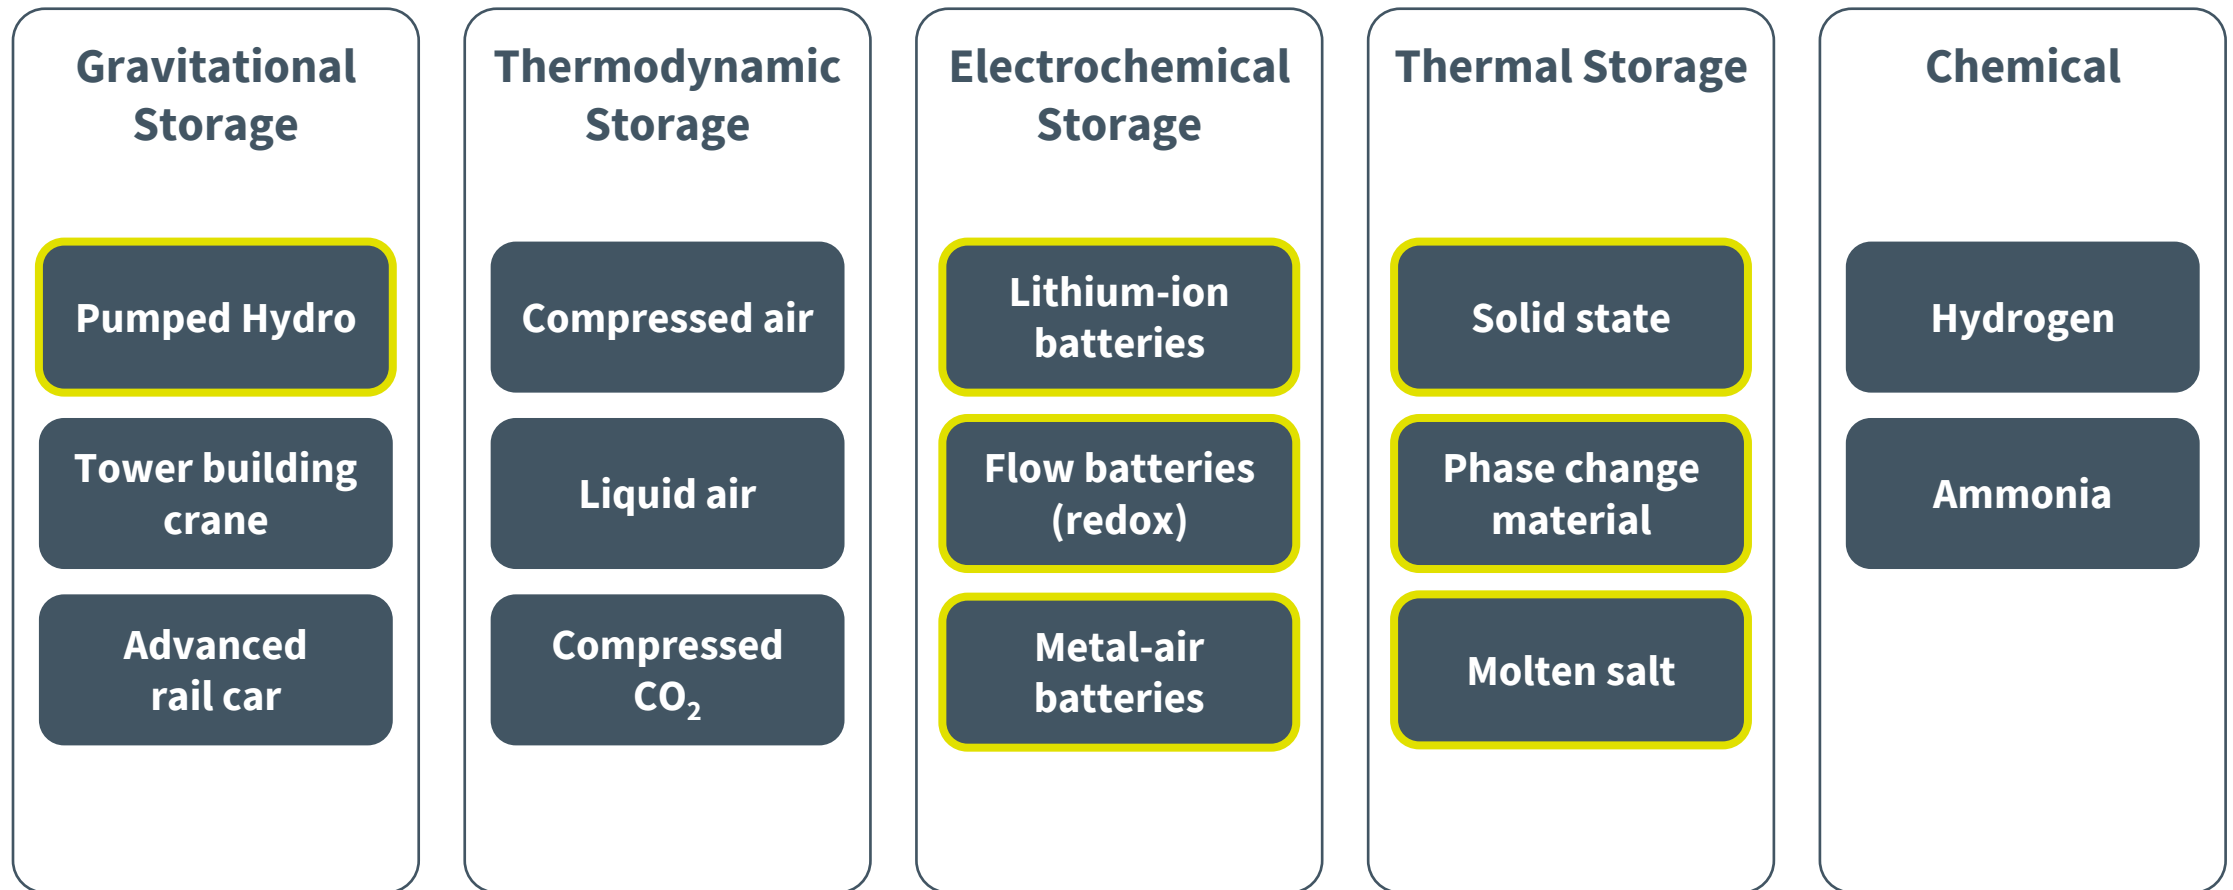 Gravitational
Storage
Pumped Hydro
Tower building
crane
Advanced
rail car
Thermodynamic
Storage
Compressed air
Liquid air
Compressed
CO₂
Electrochemical
Storage
Lithium-ion
batteries
Flow batteries
(redox)
Metal-air
batteries
Thermal Storage
Solid state
Phase change
material
Molten salt
Chemical
Hydrogen
Ammonia